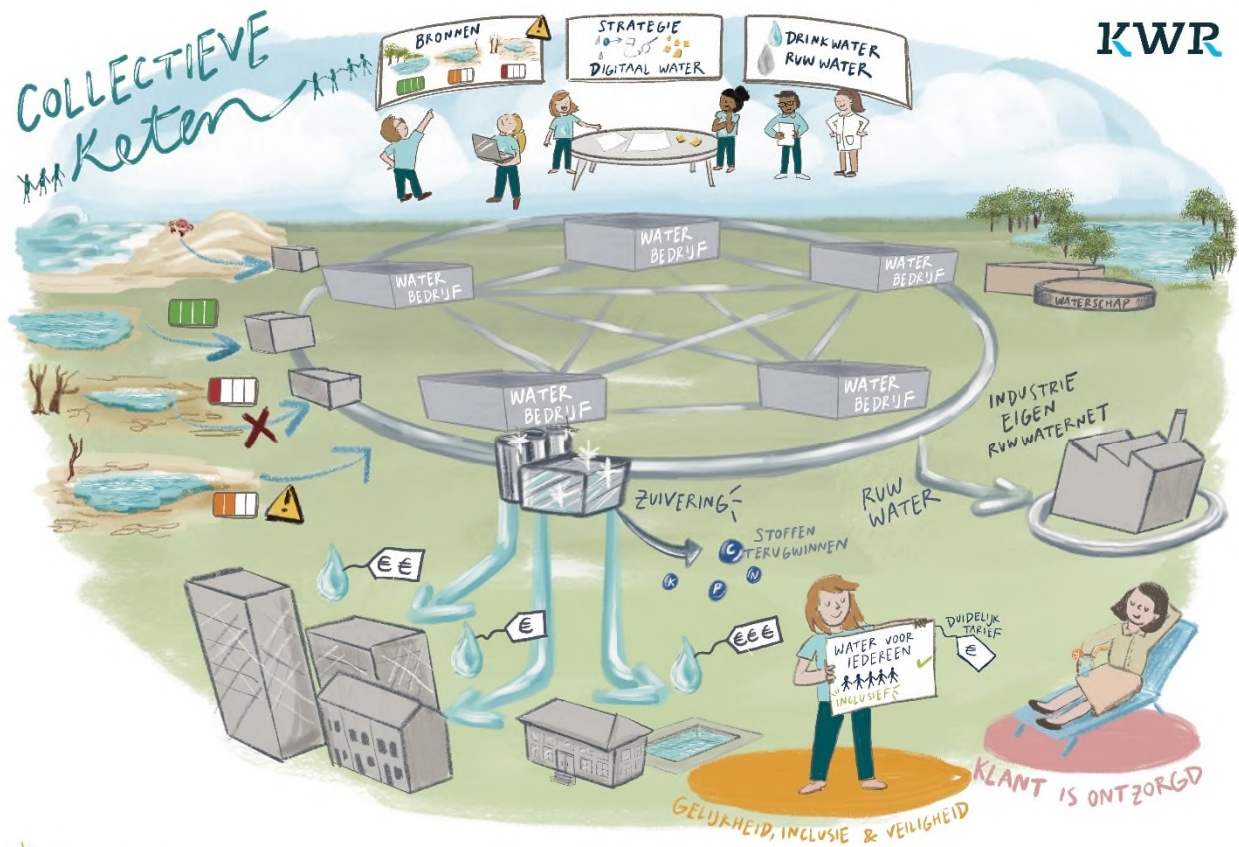 COLLECTIEVE
Keten
BRONNEN
STRATEGIE
DIGITAAL WATER
DRINKWATER
RUW WATER
KWR
WATER
BEDRIJF
WATER
BEDRIJF
WATER
BEDRIJF
WATER
BEDRIJF
WATER
BEDRIJF
WATERSCHAP
INDUSTRIE
EIGEN
RUW WATERNET
RUW
WATER
ZUIVERING
STOFFEN
TERUGWINNEN
C
K
P
N
€€
€
€€€
WATER VOOR
IEDEREEN
INCLUSIEF
DUIDELIJK
TARIEF
€
GELIJKHEID, INCLUSIE & VEILIGHEID
KLANT IS ONTZORGD